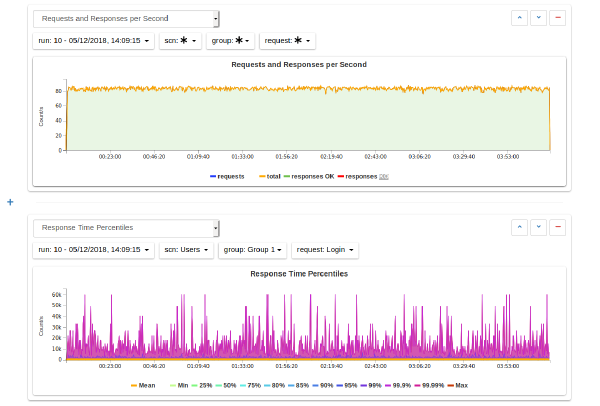 Requests and Responses per Second
run: 10 - 05/12/2018, 14:09:15 scn: * group: * request: *
Requests and Responses per Second
Count/s
80
60
40
20
0
00:23:00 00:46:20 01:09:40 01:33:00 01:56:20 02:19:40 02:43:00 03:06:20 03:29:40 03:53:00
requests total responses OK responses
Response Time Percentiles
run: 10 - 05/12/2018, 14:09:15 scn: Users group: Group 1 request: Login
Response Time Percentiles
Count/s
60k
50k
40k
30k
20k
10k
0
00:23:00 00:46:20 01:09:40 01:33:00 01:56:20 02:19:40 02:43:00 03:06:20 03:29:40 03:53:00
Mean Min 25% 50% 75% 80% 85% 90% 95% 99% 99.9% 99.99% Max